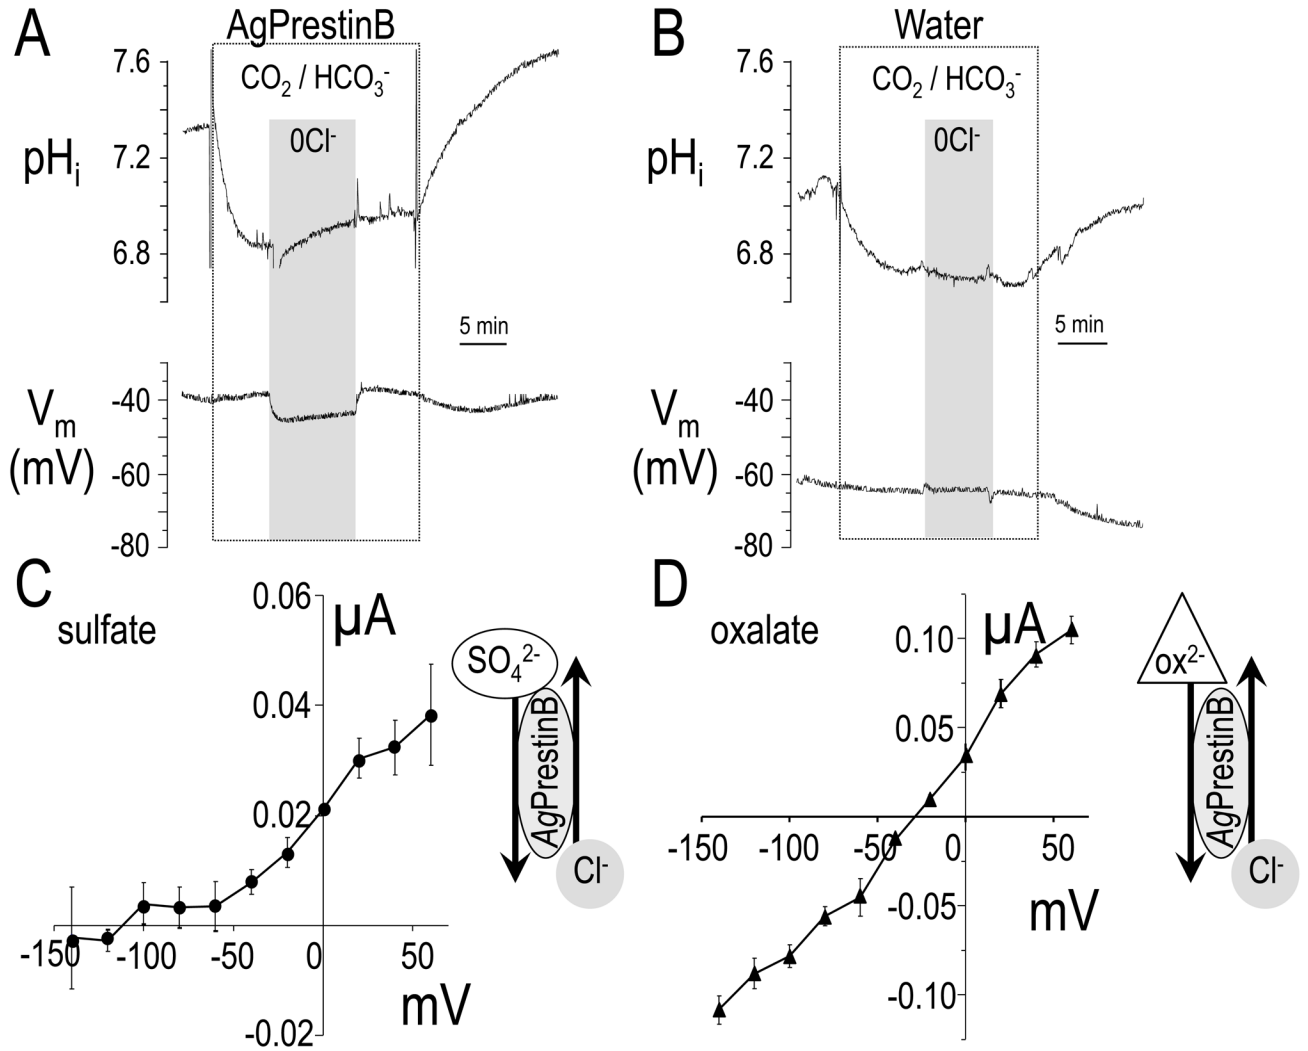 A
AgPrestinB
CO₂ / HCO₃⁻
0Cl⁻
7.6
7.2
6.8
pHᵢ
5 min
-40
-60
-80
Vₘ
(mV)
B
Water
CO₂ / HCO₃⁻
0Cl⁻
7.6
7.2
6.8
pHᵢ
5 min
-40
-60
-80
Vₘ
(mV)
C
sulfate
0.06
μA
0.04
0.02
-0.02
-150
-100
-50
0
50
mV
SO₄²⁻
AgPrestinB
Cl⁻
D
oxalate
0.10
μA
0.05
-150
-100
-50
0
50
-0.05
mV
-0.10
ox²⁻
AgPrestinB
Cl⁻